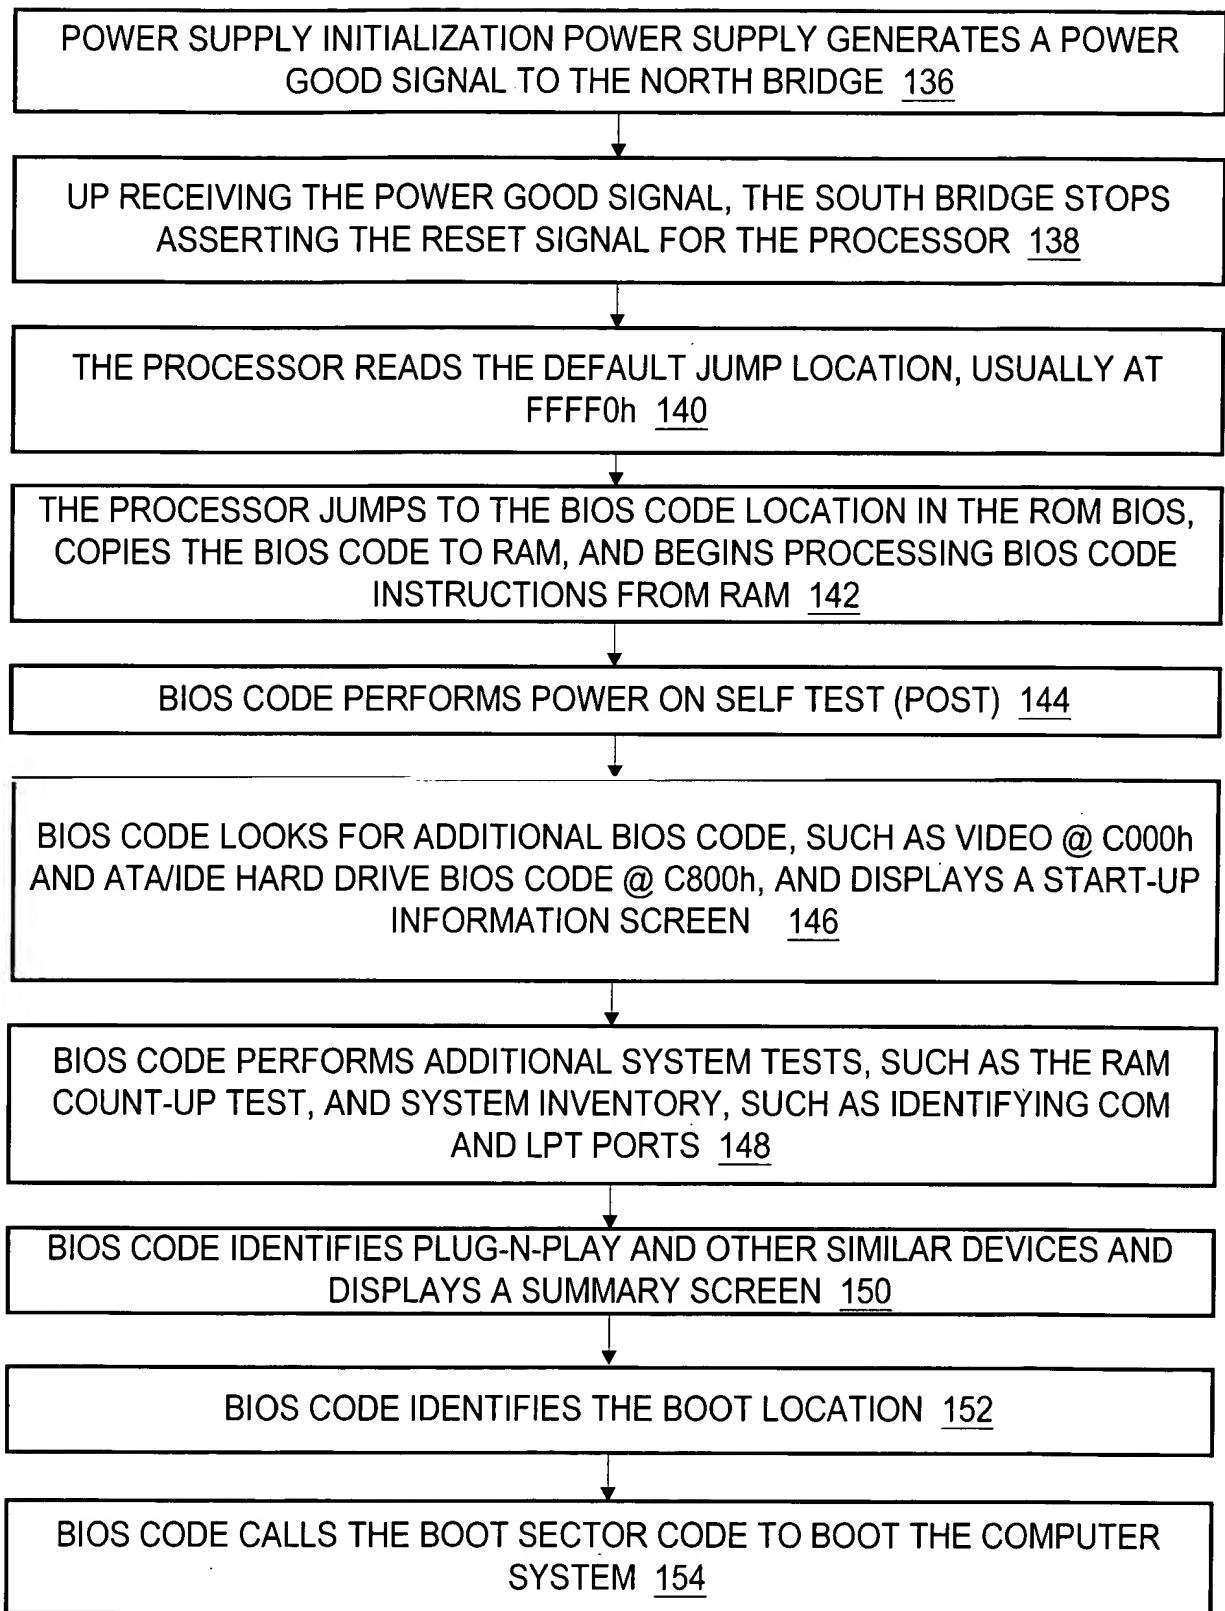 POWER SUPPLY INITIALIZATION POWER SUPPLY GENERATES A POWER
GOOD SIGNAL TO THE NORTH BRIDGE 136
UP RECEIVING THE POWER GOOD SIGNAL, THE SOUTH BRIDGE STOPS
ASSERTING THE RESET SIGNAL FOR THE PROCESSOR 138
THE PROCESSOR READS THE DEFAULT JUMP LOCATION, USUALLY AT
FFFF0h 140
THE PROCESSOR JUMPS TO THE BIOS CODE LOCATION IN THE ROM BIOS,
COPIES THE BIOS CODE TO RAM, AND BEGINS PROCESSING BIOS CODE
INSTRUCTIONS FROM RAM 142
BIOS CODE PERFORMS POWER ON SELF TEST (POST) 144
BIOS CODE LOOKS FOR ADDITIONAL BIOS CODE, SUCH AS VIDEO @ C000h
AND ATA/IDE HARD DRIVE BIOS CODE @ C800h, AND DISPLAYS A START-UP
INFORMATION SCREEN 146
BIOS CODE PERFORMS ADDITIONAL SYSTEM TESTS, SUCH AS THE RAM
COUNT-UP TEST, AND SYSTEM INVENTORY, SUCH AS IDENTIFYING COM
AND LPT PORTS 148
BIOS CODE IDENTIFIES PLUG-N-PLAY AND OTHER SIMILAR DEVICES AND
DISPLAYS A SUMMARY SCREEN 150
BIOS CODE IDENTIFIES THE BOOT LOCATION 152
BIOS CODE CALLS THE BOOT SECTOR CODE TO BOOT THE COMPUTER
SYSTEM 154